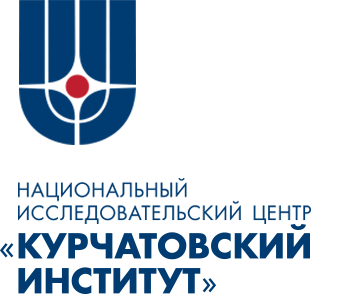 НАЦИОНАЛЬНЫЙ
ИССЛЕДОВАТЕЛЬСКИЙ ЦЕНТР
«КУРЧАТОВСКИЙ
ИНСТИТУТ»